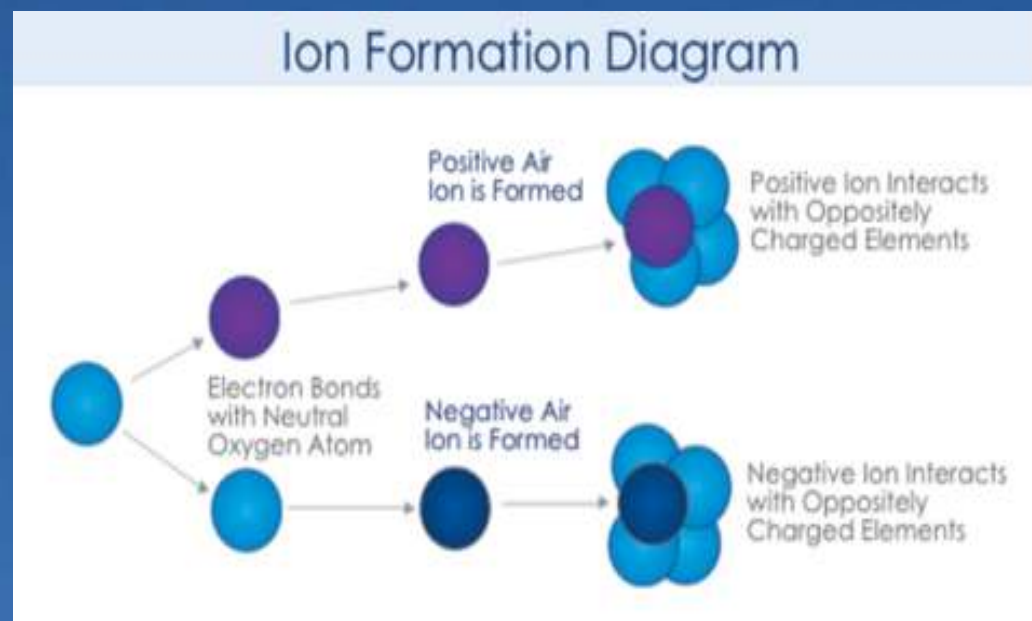 Ion Formation Diagram
Positive Air
Ion is Formed
Positive Ion Interacts
with Oppositely
Charged Elements
Electron Bonds
with Neutral
Oxygen Atom
Negative Air
Ion is Formed
Negative Ion Interacts
with Oppositely
Charged Elements